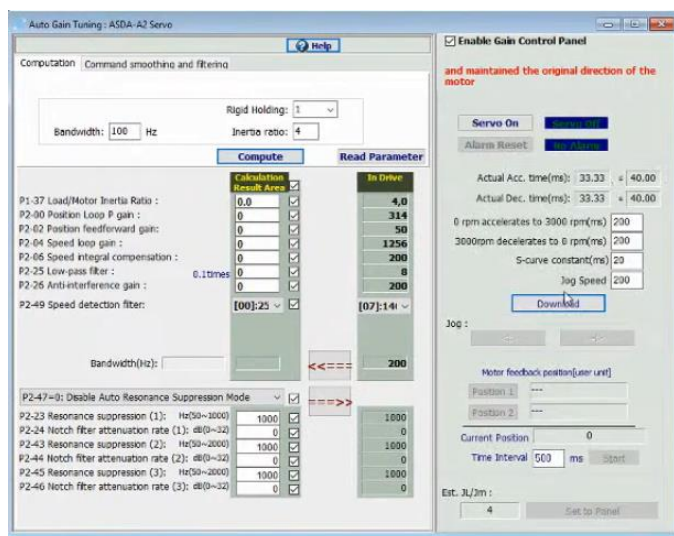 Auto Gain Tuning : ASDA-A2 Servo
Help
Computation Command smoothing and filtering
Rigid Holding: 1
Bandwidth: 100 Hz Inertia ratio: 4
Compute Read Parameter
Calculation Result Area In Drive
P1-37 Load/Motor Inertia Ratio : 0.0 4,0
P2-00 Position Loop P gain : 0 314
P2-02 Position feedforward gain: 0 50
P2-04 Speed loop gain : 0 1256
P2-06 Speed integral compensation : 0 200
P2-25 Low-pass filter : 0.1times 0 8
P2-26 Anti-interference gain : 0 200
P2-49 Speed detection filter: [00]:25 [07]:14
Bandwidth(Hz): <<=== 200
P2-47=0: Disable Auto Resonance Suppression Mode ===>>
P2-23 Resonance suppression (1): Hz(50~1000) 1000 1000
P2-24 Notch filter attenuation rate (1): dB(0~32) 0 0
P2-43 Resonance suppression (2): Hz(50~2000) 1000 1000
P2-44 Notch filter attenuation rate (2): dB(0~32) 0 0
P2-45 Resonance suppression (3): Hz(50~2000) 1000 1000
P2-46 Notch filter attenuation rate (3): dB(0~32) 0 0
Enable Gain Control Panel
and maintained the original direction of the
motor
Servo On Servo Off
Alarm Reset No Alarm
Actual Acc. time(ms): 33.33 40.00
Actual Dec. time(ms): 33.33 40.00
0 rpm accelerates to 3000 rpm(ms) 200
3000rpm decelerates to 0 rpm(ms) 200
S-curve constant(ms) 20
Jog Speed 200
Download
Jog :
Motor feedback position[user unit]
Position 1 ---
Postion 2 ---
Current Position 0
Time Interval 500 ms Start
Est. JL/Jm :
4 Set to Panel